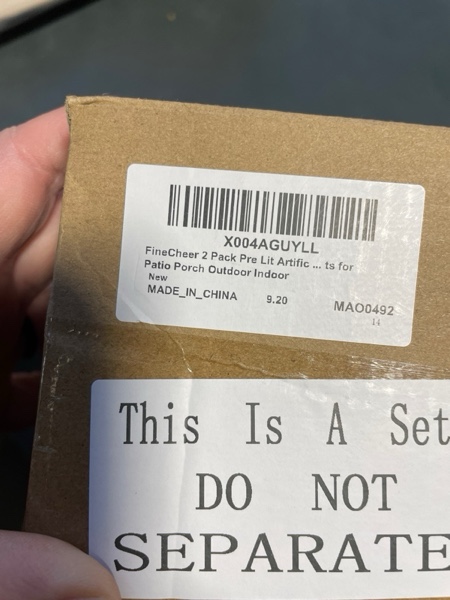 X004AGUYLL
FineCheer 2 Pack Pre Lit Artific ... ts for
Patio Porch Outdoor Indoor
New
MADE_IN_CHINA 9.20 MAO0492
14
This Is A Set
DO NOT
SEPARATE